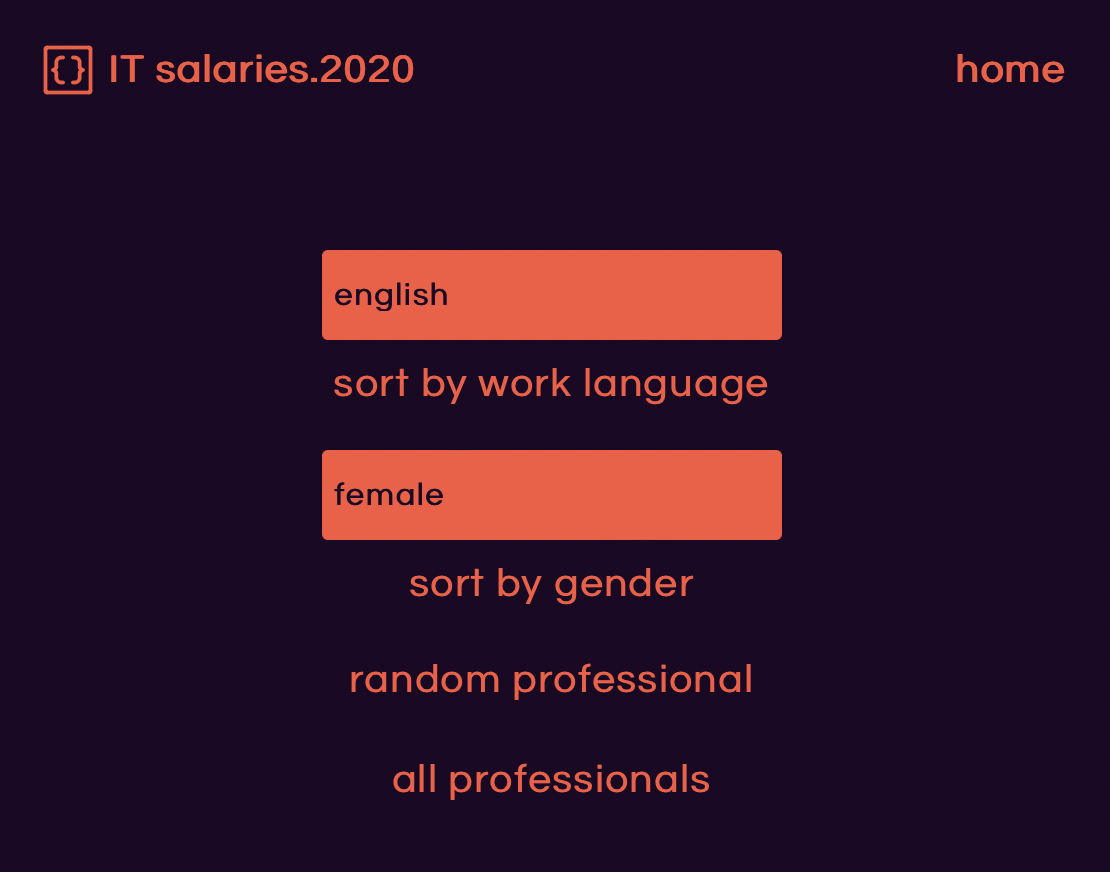 {} IT salaries.2020
home
english
sort by work language
female
sort by gender
random professional
all professionals